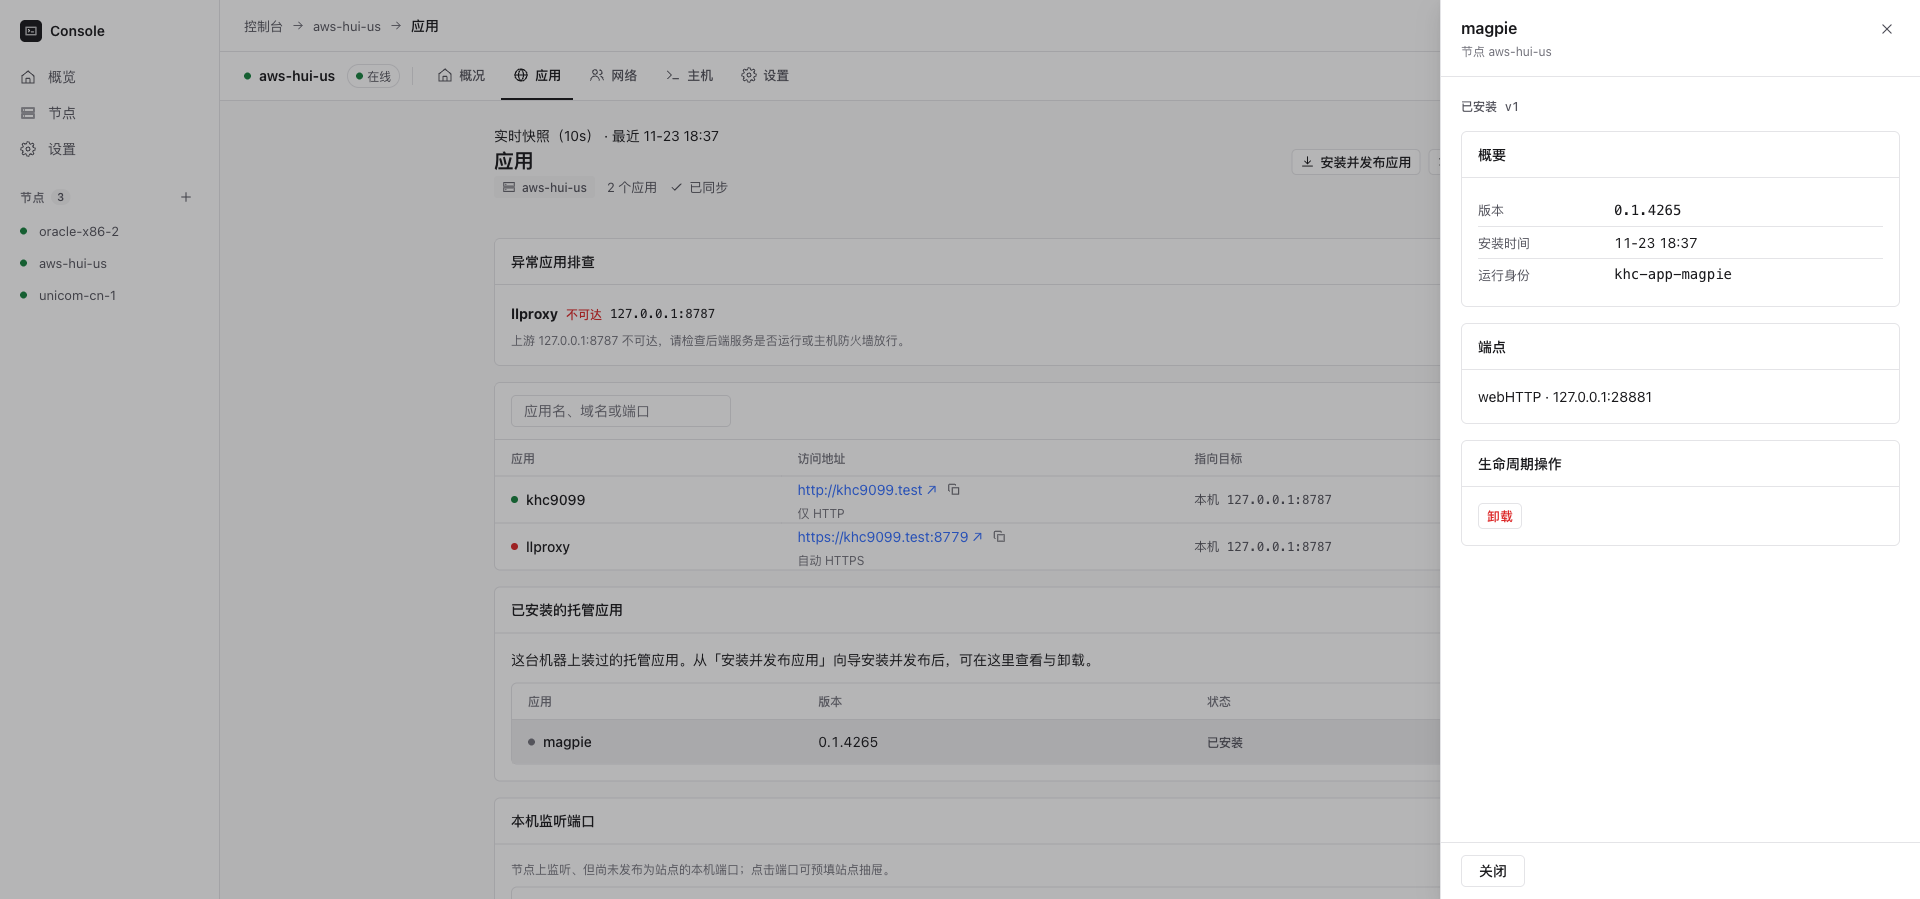 Console
概览
节点
设置
节点 3
oracle-x86-2
aws-hui-us
unicom-cn-1
控制台 → aws-hui-us → 应用
aws-hui-us 在线 概况 应用 网络 主机 设置
实时快照（10s） · 最近 11-23 18:37
应用
安装并发布应用
aws-hui-us 2 个应用 已同步
异常应用排查
llproxy 不可达 127.0.0.1:8787
上游 127.0.0.1:8787 不可达，请检查后端服务是否运行或主机防火墙放行。
应用名、域名或端口
应用 访问地址 指向目标
khc9099 http://khc9099.test 本机 127.0.0.1:8787
仅 HTTP
llproxy https://khc9099.test:8779 本机 127.0.0.1:8787
自动 HTTPS
已安装的托管应用
这台机器上装过的托管应用。从「安装并发布应用」向导安装并发布后，可在这里查看与卸载。
应用 版本 状态
magpie 0.1.4265 已安装
本机监听端口
节点上监听、但尚未发布为站点的本机端口；点击端口可预填站点抽屉。
magpie
节点 aws-hui-us
已安装 v1
概要
版本 0.1.4265
安装时间 11-23 18:37
运行身份 khc-app-magpie
端点
webHTTP · 127.0.0.1:28881
生命周期操作
卸载
关闭